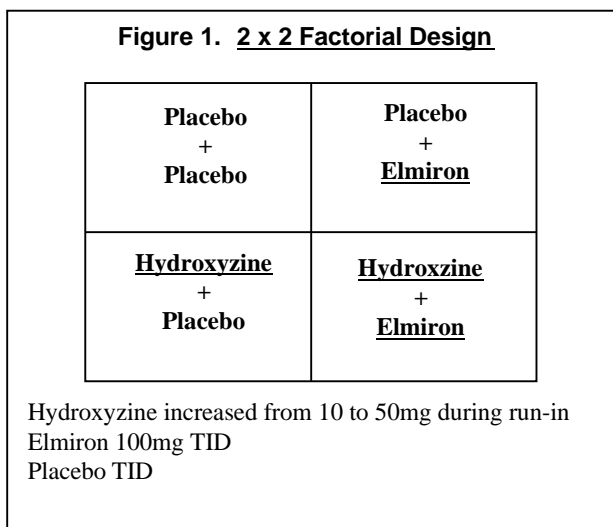 Figure 1. 2 x 2 Factorial Design
Placebo
+
Placebo
Placebo
+
Elmiron
Hydroxyzine
+
Placebo
Hydroxzine
+
Elmiron
Hydroxyzine increased from 10 to 50mg during run-in
Elmiron 100mg TID
Placebo TID